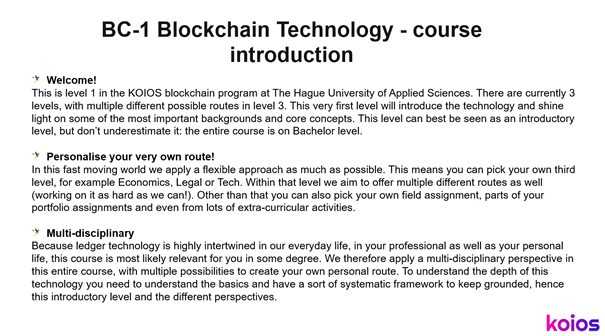 BC-1 Blockchain Technology - course
introduction
Welcome!
This is level 1 in the KOIOS blockchain program at The Hague University of Applied Sciences. There are currently 3
levels, with multiple different possible routes in level 3. This very first level will introduce the technology and shine
light on some of the most important backgrounds and core concepts. This level can best be seen as an introductory
level, but don’t underestimate it: the entire course is on Bachelor level.
Personalise your very own route!
In this fast moving world we apply a flexible approach as much as possible. This means you can pick your own third
level, for example Economics, Legal or Tech. Within that level we aim to offer multiple different routes as well
(working on it as hard as we can!). Other than that you can also pick your own field assignment, parts of your
portfolio assignments and even from lots of extra-curricular activities.
Multi-disciplinary
Because ledger technology is highly intertwined in our everyday life, in your professional as well as your personal
life, this course is most likely relevant for you in some degree. We therefore apply a multi-disciplinary perspective in
this entire course, with multiple possibilities to create your own personal route. To understand the depth of this
technology you need to understand the basics and have a sort of systematic framework to keep grounded, hence
this introductory level and the different perspectives.
koios